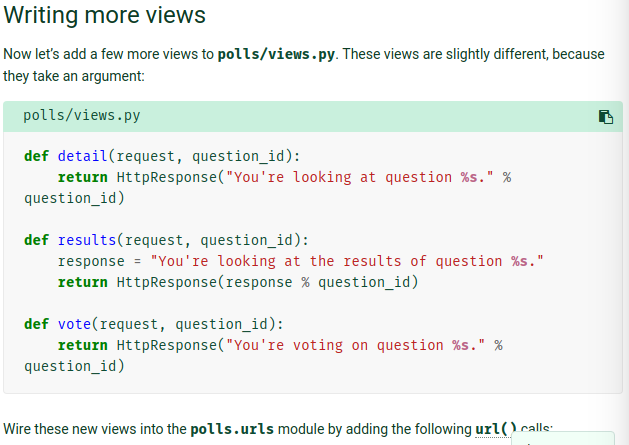 Writing more views
Now let's add a few more views to polls/views.py. These views are slightly different, because
they take an argument:
polls/views.py
def detail(request, question_id):
    return HttpResponse("You're looking at question %s." %
question_id)
def results(request, question_id):
    response = "You're looking at the results of question %s."
    return HttpResponse(response % question_id)
def vote(request, question_id):
    return HttpResponse("You're voting on question %s." %
question_id)
Wire these new views into the polls.urls module by adding the following url() calls: